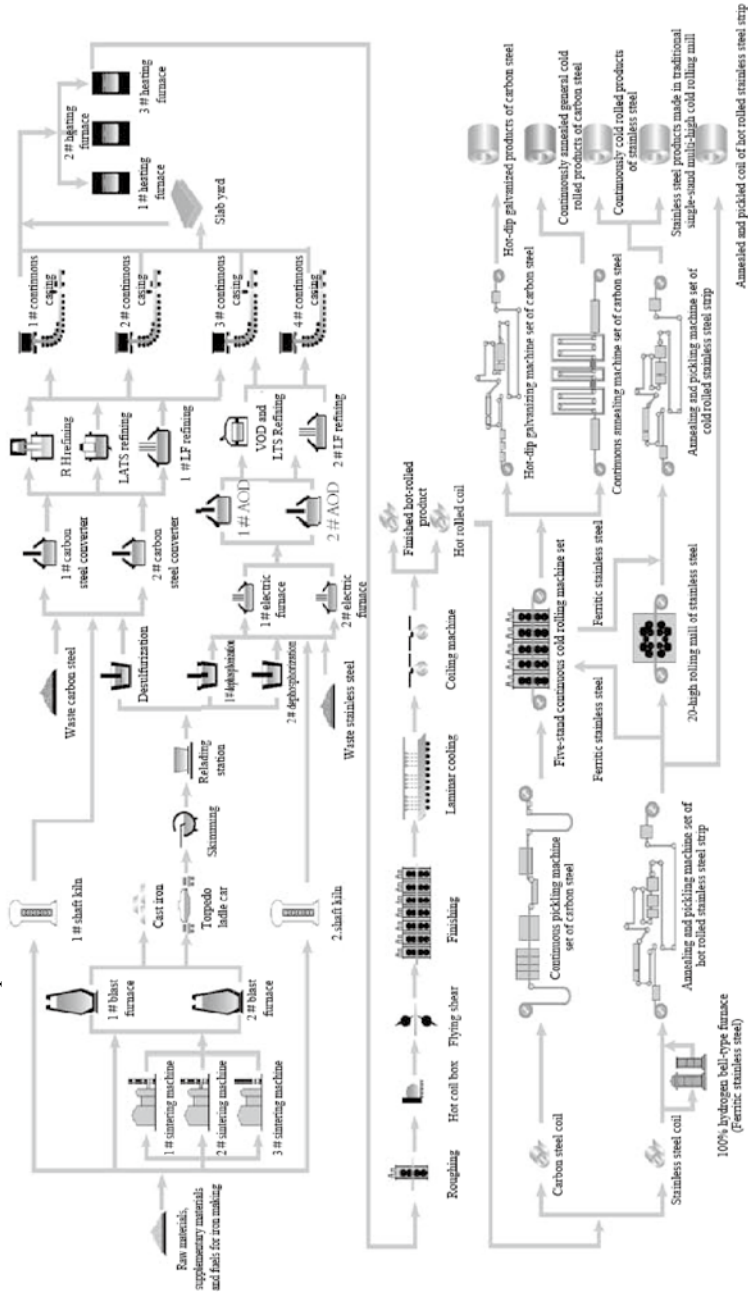 Raw materials,
supplementary materials
and fuels for iron making
1 # sintering machine
2 # sintering machine
3 # sintering machine
1 # shaft kiln
1 # blast
furnace
2 # blast
furnace
2.shaft kiln
Cast iron
Torpedo
ladle car
Skimming
Relading
station
Waste carbon steel
Desulfurization
1# dephosphorization
2 # dephosphorization
Waste stainless steel
1 # carbon
steel converter
2 # carbon
steel converter
1 # electric
furnace
2 # electric
furnace
1 # AOD
2 # AOD
R Hrefining
LATS refining
1 # LF refining
VOD and
LTS Refining
2 # LF refining
1 # continuous
casing
2 # continuous
casing
3 # continuous
casing
4 # continuous
casing
Slab yard
1# heating
furnace
2 # heating
furnace
3 # heating
furnace
Roughing
Hot coil box
Flying shear
Finishing
Laminar cooling
Coiling machine
Finished hot-rolled
product
Hot rolled coil
Carbon steel coil
Stainless steel coil
100% hydrogen bell-type furnace
(Ferritic stainless steel)
Continuous pickling machine
set of carbon steel
Annealing and pickling machine set of
hot rolled stainless steel strip
Five-stand continuous cold rolling machine set
Ferritic stainless steel
Ferritic stainless steel
20-high rolling mill of stainless steel
Hot-dip galvanizing machine set of carbon steel
Continuous annealing machine set of carbon steel
Annealing and pickling machine set of
cold rolled stainless steel strip
Hot-dip galvanized products of carbon steel
Continuously annealed general cold
rolled products of carbon steel
Continuously cold rolled products
of stainless steel
Stainless steel products made in traditional
single-stand multi-high cold rolling mill
Annealed and pickled coil of hot rolled stainless steel strip